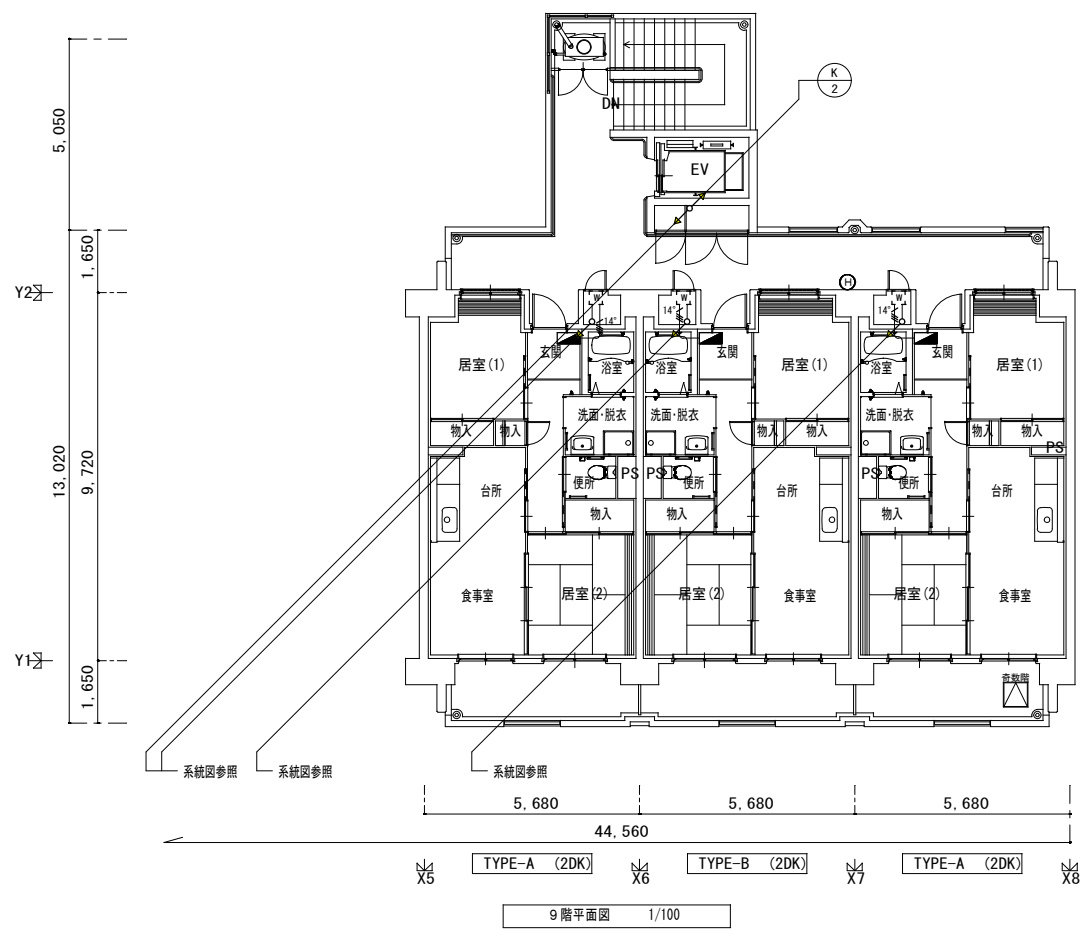 K
2
DN
EV
5,050
1,650
Y2
H
W W W
14° 14° 14°
居室(1) 玄関 浴室 浴室 玄関 居室(1) 浴室 玄関 居室(1)
洗面・脱衣 洗面・脱衣 洗面・脱衣
物入 物入 物入 物入 物入 物入
PS
13,020
9,720
便所 PS PS 便所 PS 便所
台所 台所 台所
物入 物入 物入
食事室 居室(2) 居室(2) 食事室 居室(2) 食事室
Y1
1,650
奇数階
系統図参照 系統図参照 系統図参照
5,680 5,680 5,680
44,560
TYPE-A (2DK) TYPE-B (2DK) TYPE-A (2DK)
X5 X6 X7 X8
9階平面図 1/100